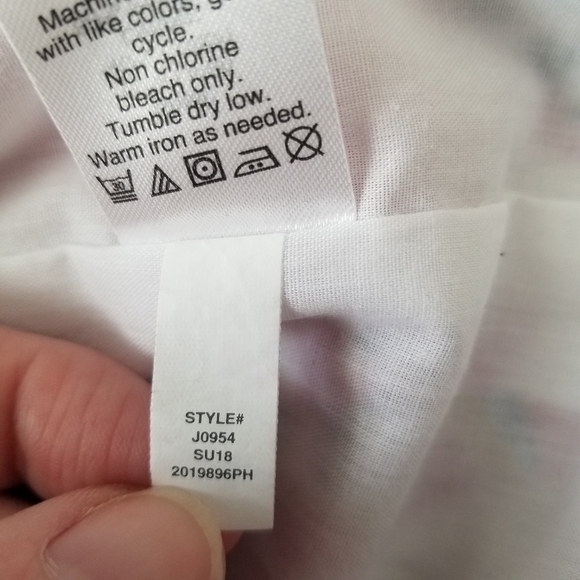 with like colors,
cycle.
Non chlorine
bleach only.
Tumble dry low.
Warm iron as needed.
30
STYLE#
J0954
SU18
2019896PH